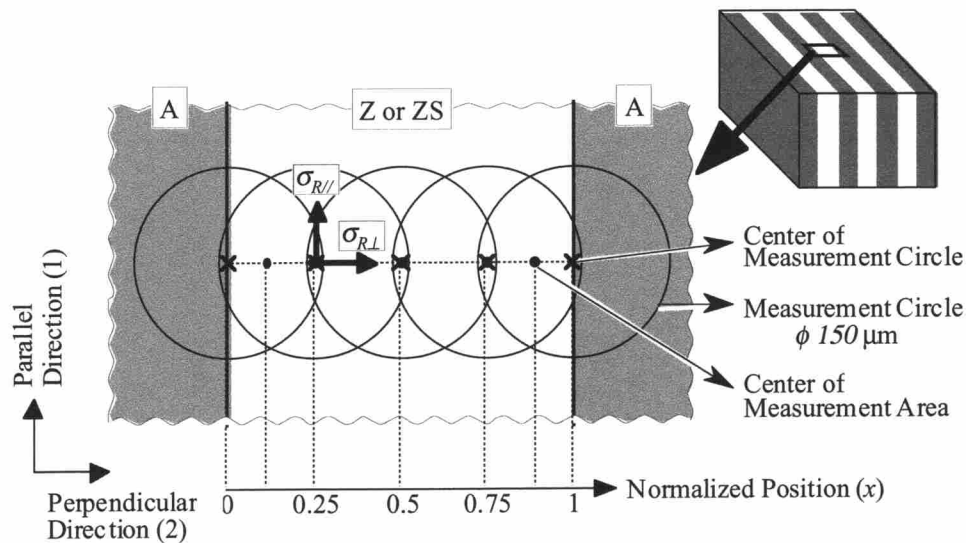 A
Z or ZS
A
σR//
σR⊥
Center of
Measurement Circle
Measurement Circle
ϕ 150 μm
Center of
Measurement Area
Parallel
Direction (1)
Perpendicular
Direction (2)
0 0.25 0.5 0.75 1
Normalized Position (x)